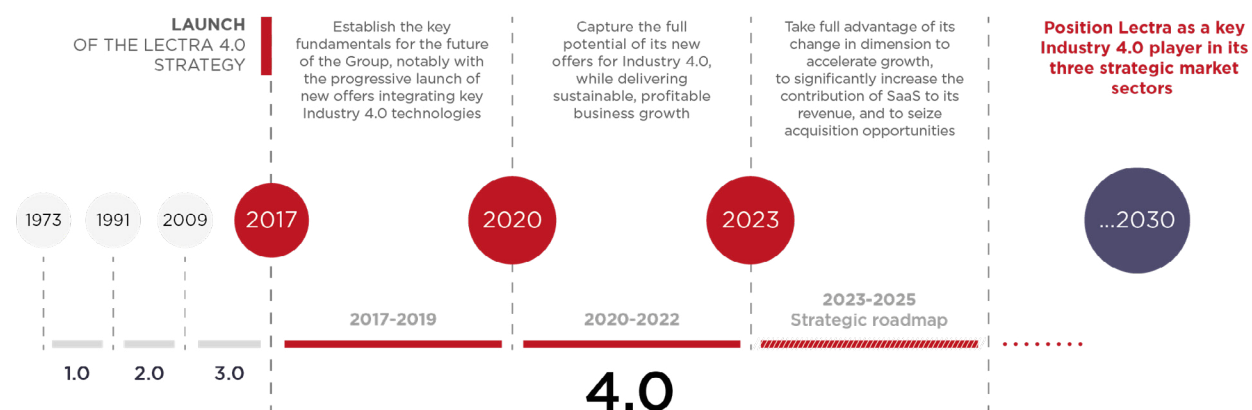 LAUNCH
OF THE LECTRA 4.0
STRATEGY
Establish the key
fundamentals for the future
of the Group, notably with
the progressive launch of
new offers integrating key
Industry 4.0 technologies
Capture the full
potential of its new
offers for Industry 4.0,
while delivering
sustainable, profitable
business growth
Take full advantage of its
change in dimension to
accelerate growth,
to significantly increase the
contribution of SaaS to its
revenue, and to seize
acquisition opportunities
Position Lectra as a key
Industry 4.0 player in its
three strategic market
sectors
1973
1991
2009
2017
2020
2023
...2030
2017-2019
2020-2022
2023-2025
Strategic roadmap
1.0
2.0
3.0
4.0